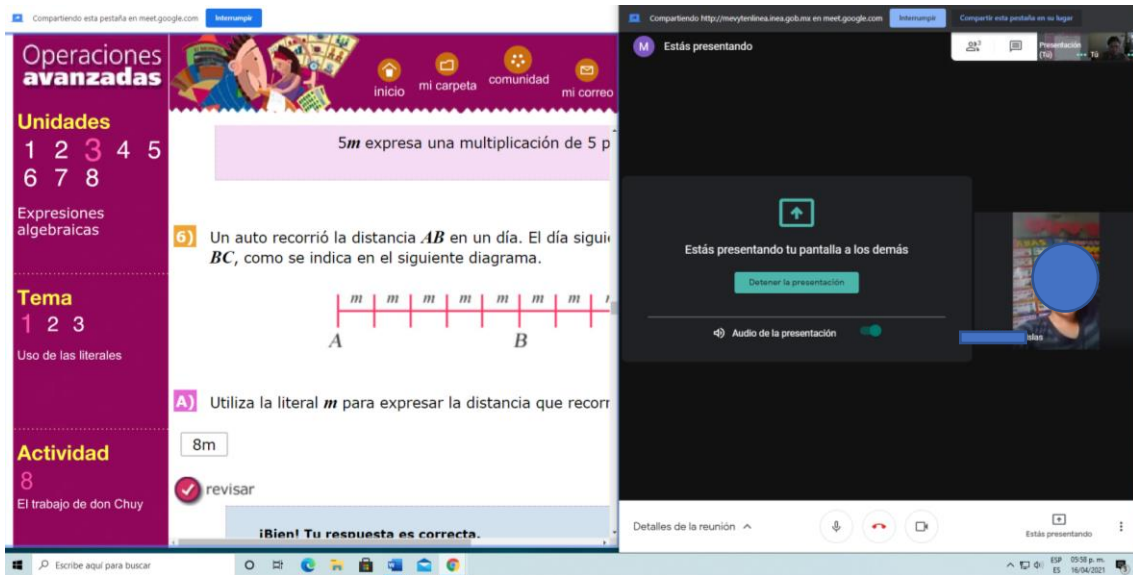 Compartiendo esta pestaña en meet.google.com
Interrumpir
Operaciones
avanzadas
inicio
mi carpeta
comunidad
mi correo
Unidades
1 2 3 4 5
6 7 8
Expresiones
algebraicas
Tema
1 2 3
Uso de las literales
Actividad
8
El trabajo de don Chuy
5m expresa una multiplicación de 5 p
6) Un auto recorrió la distancia AB en un día. El día sigui
BC, como se indica en el siguiente diagrama.
m m m m m m m
A B
A) Utiliza la literal m para expresar la distancia que recorr
8m
revisar
¡Bien! Tu respuesta es correcta.
Compartiendo http://mevytenlinea.inea.gob.mx en meet.google.com
Interrumpir
Compartir esta pestaña en su lugar
M Estás presentando
Presentación
(Tú)
Tú
Estás presentando tu pantalla a los demás
Detener la presentación
Audio de la presentación
islas
Detalles de la reunión
Estás presentando
Escribe aquí para buscar
ESP 05:58 p. m.
ES 16/04/2021